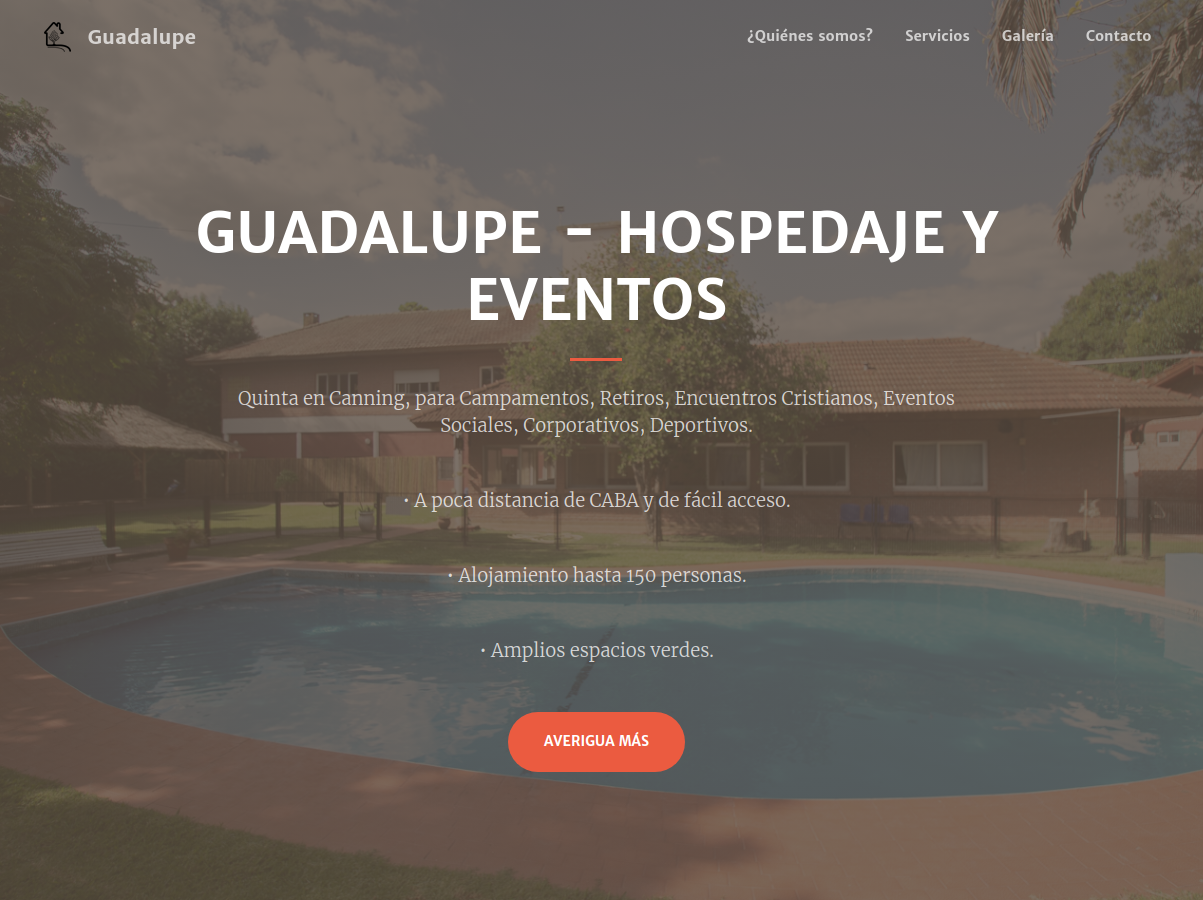 Guadalupe
¿Quiénes somos?
Servicios
Galería
Contacto
GUADALUPE - HOSPEDAJE Y
EVENTOS
Quinta en Canning, para Campamentos, Retiros, Encuentros Cristianos, Eventos
Sociales, Corporativos, Deportivos.
• A poca distancia de CABA y de fácil acceso.
• Alojamiento hasta 150 personas.
• Amplios espacios verdes.
AVERIGUA MÁS